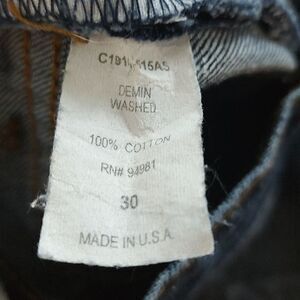 DEMIN
WASHED
100% COTTON
RN# 94981
30
MADE IN U.S.A.